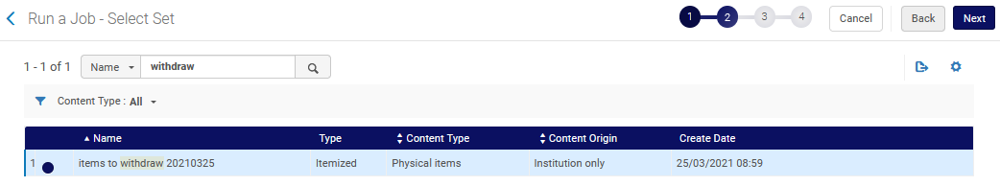 Run a Job - Select Set
1 2 3 4
Cancel Back Next
1 - 1 of 1 Name withdraw
Content Type : All
Name Type Content Type Content Origin Create Date
1 items to withdraw 20210325 Itemized Physical items Institution only 25/03/2021 08:59